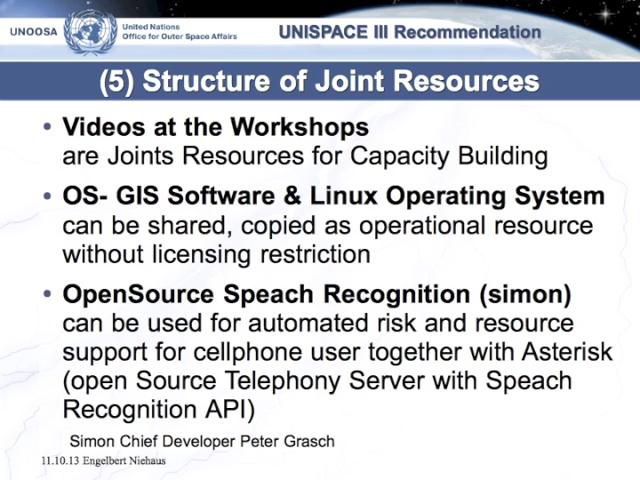 UNOOSA
United Nations
Office for Outer Space Affairs
UNISPACE III Recommendation
(5) Structure of Joint Resources
• Videos at the Workshops
are Joints Resources for Capacity Building
• OS- GIS Software & Linux Operating System
can be shared, copied as operational resource
without licensing restriction
• OpenSource Speach Recognition (simon)
can be used for automated risk and resource
support for cellphone user together with Asterisk
(open Source Telephony Server with Speach
Recognition API)
Simon Chief Developer Peter Grasch
11.10.13 Engelbert Niehaus